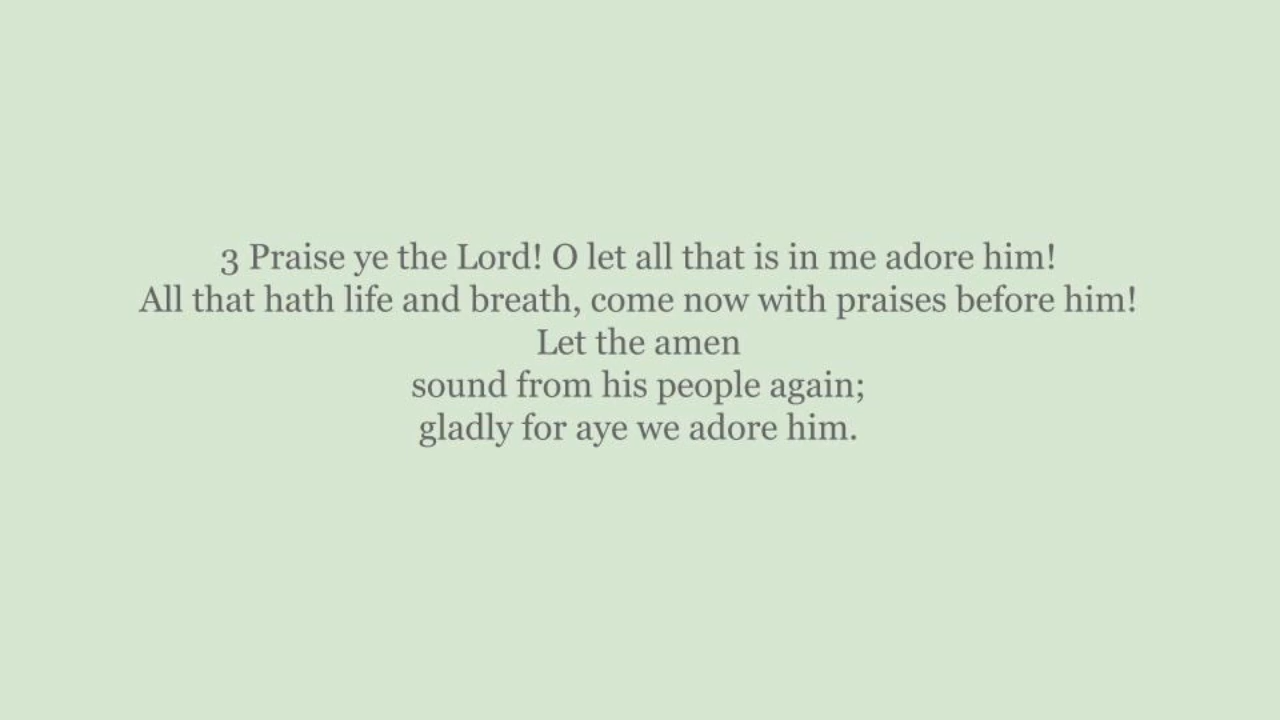 3 Praise ye the Lord! O let all that is in me adore him!
All that hath life and breath, come now with praises before him!
Let the amen
sound from his people again;
gladly for aye we adore him.